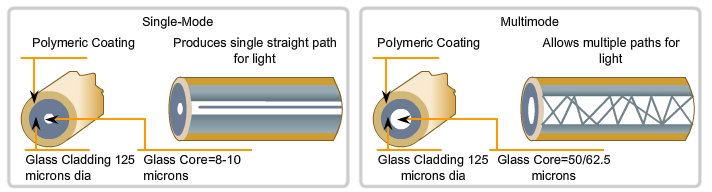 Single-Mode
Polymeric Coating
Produces single straight path
for light
Glass Cladding 125
microns dia
Glass Core=8-10
microns
Multimode
Polymeric Coating
Allows multiple paths for
light
Glass Cladding 125
microns dia
Glass Core=50/62.5
microns